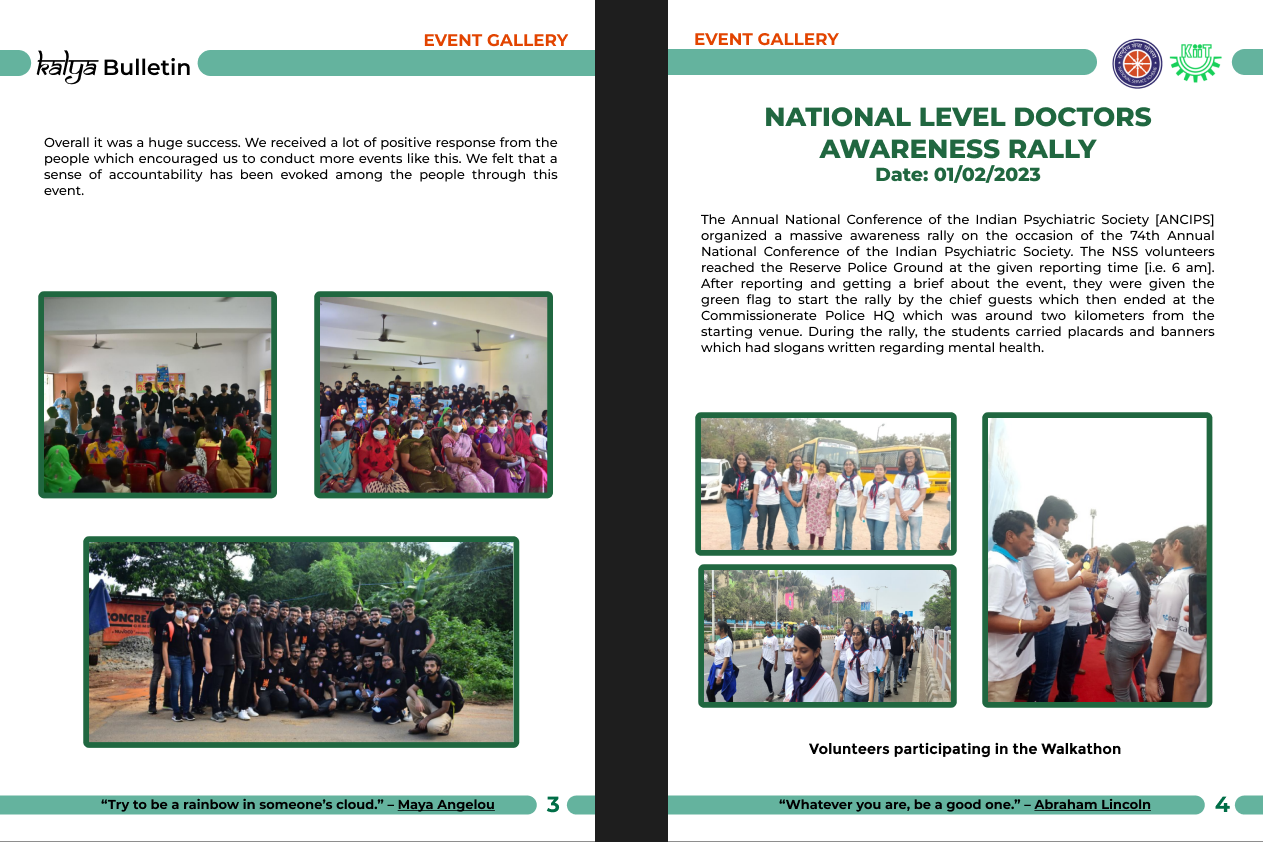 EVENT GALLERY
kalya Bulletin
Overall it was a huge success. We received a lot of positive response from the
people which encouraged us to conduct more events like this. We felt that a
sense of accountability has been evoked among the people through this
event.
“Try to be a rainbow in someone’s cloud.” – Maya Angelou
3
EVENT GALLERY
KiiT
NATIONAL LEVEL DOCTORS
AWARENESS RALLY
Date: 01/02/2023
The Annual National Conference of the Indian Psychiatric Society [ANCIPS]
organized a massive awareness rally on the occasion of the 74th Annual
National Conference of the Indian Psychiatric Society. The NSS volunteers
reached the Reserve Police Ground at the given reporting time [i.e. 6 am].
After reporting and getting a brief about the event, they were given the
green flag to start the rally by the chief guests which then ended at the
Commissionerate Police HQ which was around two kilometers from the
starting venue. During the rally, the students carried placards and banners
which had slogans written regarding mental health.
Volunteers participating in the Walkathon
“Whatever you are, be a good one.” – Abraham Lincoln
4